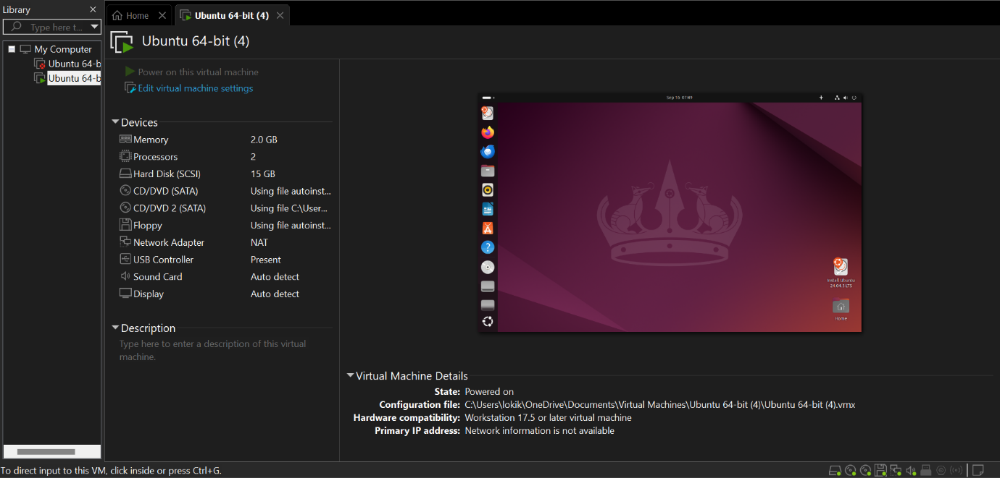 Library
Type here t...
My Computer
Ubuntu 64-b
Ubuntu 64-b
Home
Ubuntu 64-bit (4)
Ubuntu 64-bit (4)
Power on this virtual machine
Edit virtual machine settings
Devices
Memory 2.0 GB
Processors 2
Hard Disk (SCSI) 15 GB
CD/DVD (SATA) Using file autoinst...
CD/DVD 2 (SATA) Using file C:\User...
Floppy Using file autoinst...
Network Adapter NAT
USB Controller Present
Sound Card Auto detect
Display Auto detect
Description
Type here to enter a description of this virtual
machine.
Sep 16 07:49
Install Ubuntu
24.04.3 LTS
Home
Virtual Machine Details
State: Powered on
Configuration file: C:\Users\lokik\OneDrive\Documents\Virtual Machines\Ubuntu 64-bit (4)\Ubuntu 64-bit (4).vmx
Hardware compatibility: Workstation 17.5 or later virtual machine
Primary IP address: Network information is not available
To direct input to this VM, click inside or press Ctrl+G.